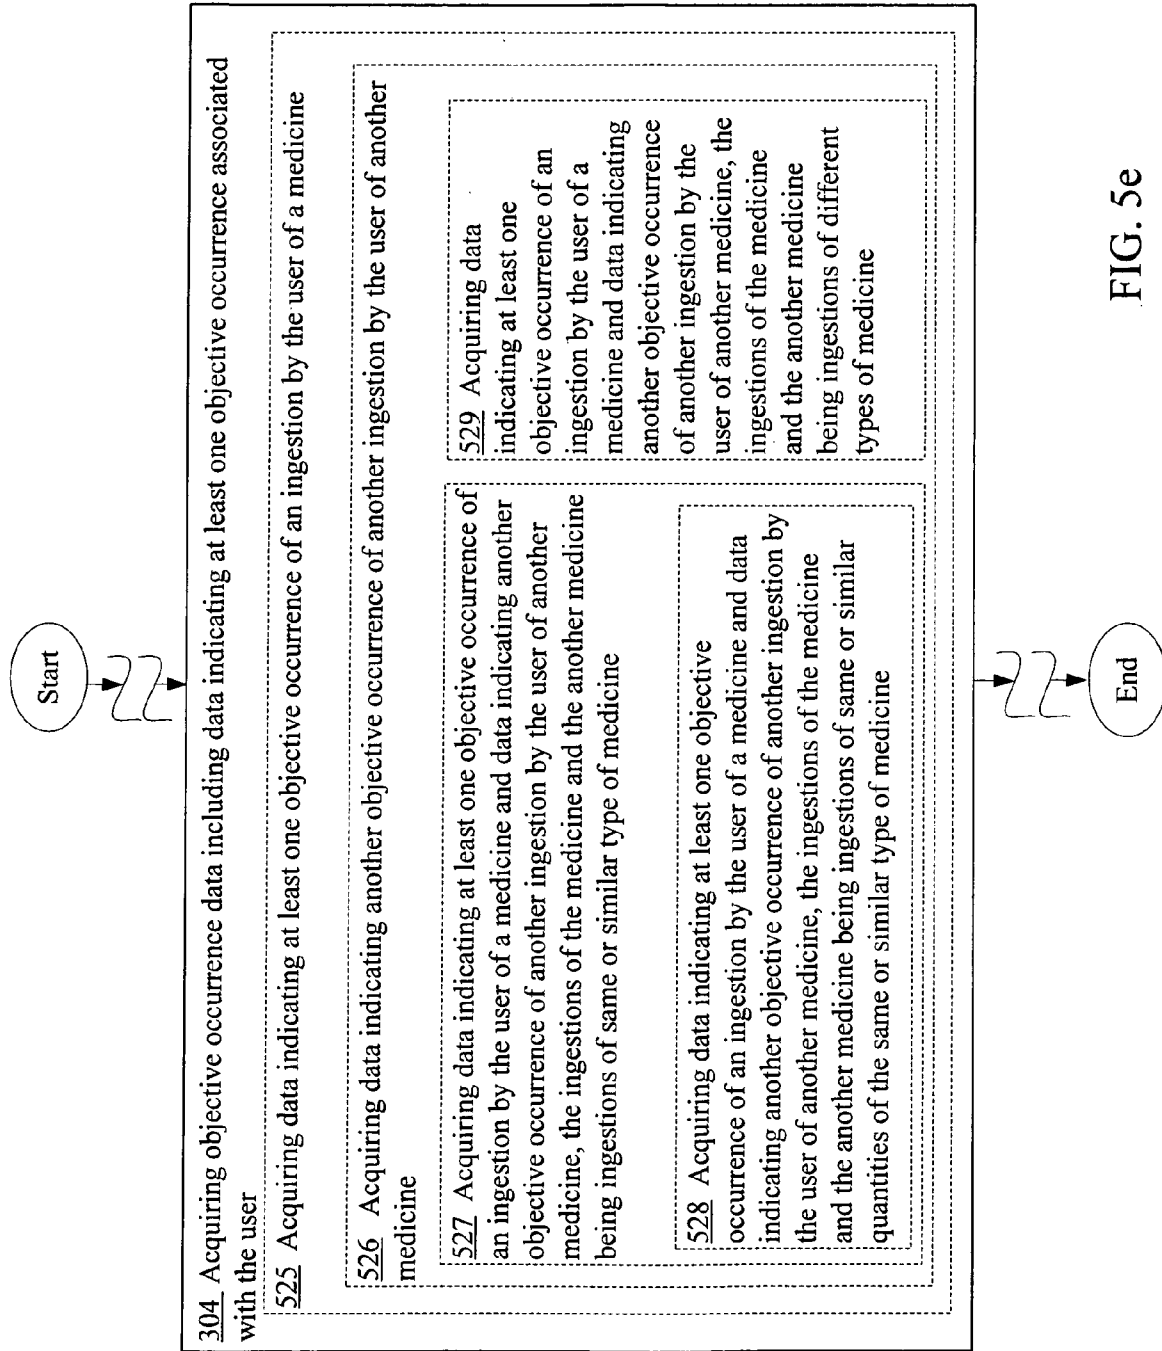 Start
304 Acquiring objective occurrence data including data indicating at least one objective occurrence associated
with the user
525 Acquiring data indicating at least one objective occurrence of an ingestion by the user of a medicine
526 Acquiring data indicating another objective occurrence of another ingestion by the user of another
medicine
527 Acquiring data indicating at least one objective occurrence of
an ingestion by the user of a medicine and data indicating another
objective occurrence of another ingestion by the user of another
medicine, the ingestions of the medicine and the another medicine
being ingestions of same or similar type of medicine
528 Acquiring data indicating at least one objective
occurrence of an ingestion by the user of a medicine and data
indicating another objective occurrence of another ingestion by
the user of another medicine, the ingestions of the medicine
and the another medicine being ingestions of same or similar
quantities of the same or similar type of medicine
529 Acquiring data
indicating at least one
objective occurrence of an
ingestion by the user of a
medicine and data indicating
another objective occurrence
of another ingestion by the
user of another medicine, the
ingestions of the medicine
and the another medicine
being ingestions of different
types of medicine
End
FIG. 5e